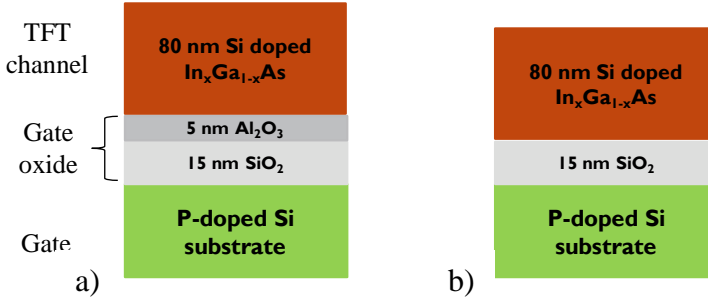 TFT
channel
80 nm Si doped
InₓGa₁₋ₓAs
Gate
oxide
5 nm Al₂O₃
15 nm SiO₂
Gate
P-doped Si
substrate
a)
80 nm Si doped
InₓGa₁₋ₓAs
15 nm SiO₂
P-doped Si
substrate
b)